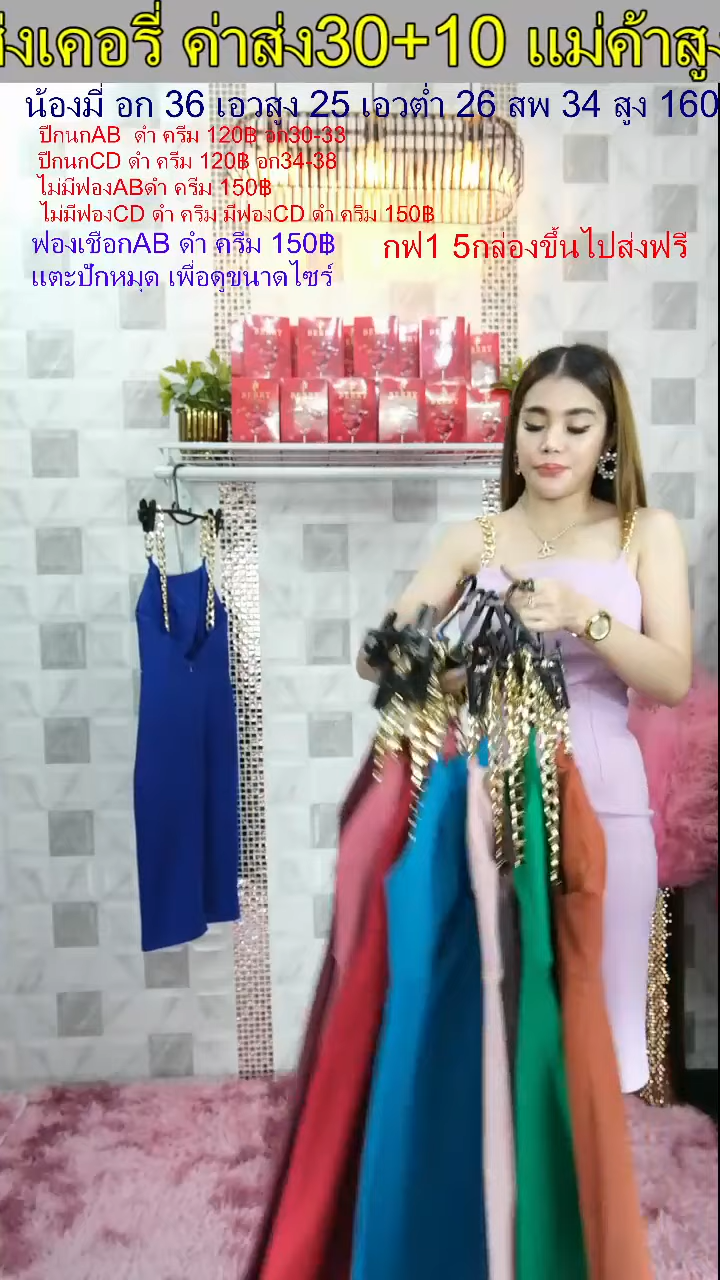 ส่งเคอรี่ ค่าส่ง30+10 แม่ค้าสูง
น้องมี่ อก 36 เอวสูง 25 เอวต่ำ 26 สพ 34 สูง 160
ปีกนกAB ดำ ครีม 120฿ อก30-33
ปีกนกCD ดำ ครีม 120฿ อก34-38
ไม่มีฟองABดำ ครีม 150฿
ไม่มีฟองCD ดำ ครีม มีฟองCD ดำ ครีม 150฿
ฟองเชือกAB ดำ ครีม 150฿
กฟ1 5กล่องขึ้นไปส่งฟรี
แตะปักหมุด เพื่อดูขนาดไซร์
BERRY
BERRY
BERRY
BERRY